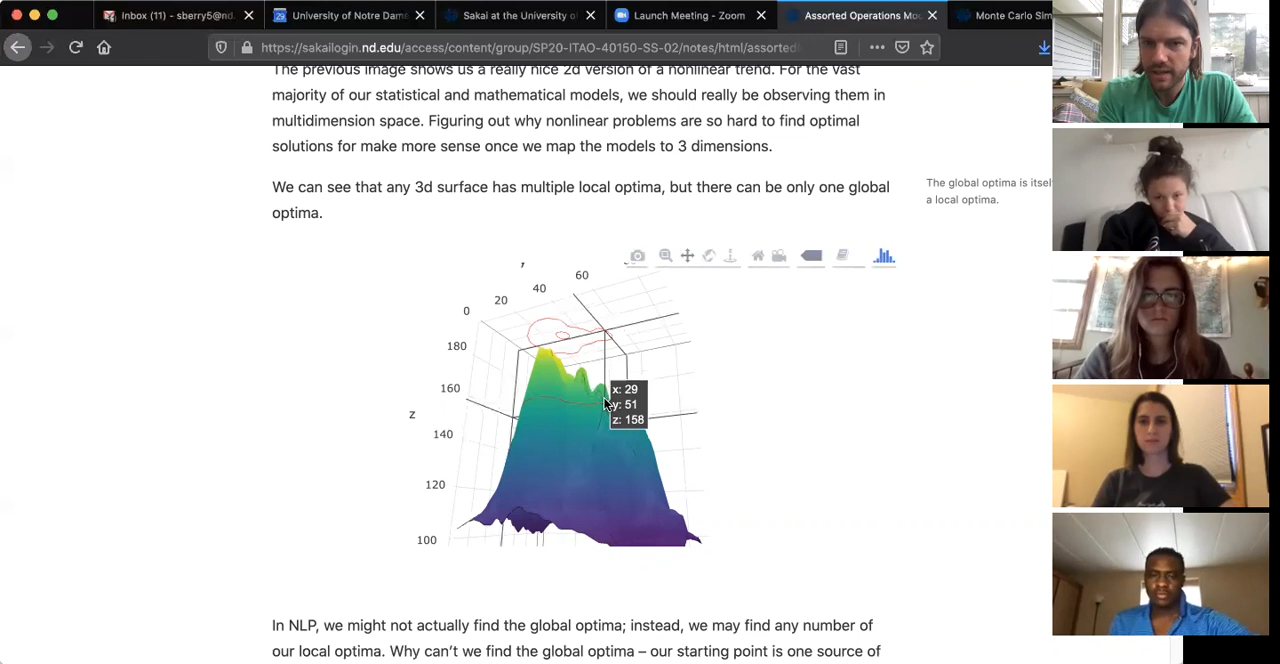 Inbox (11) - sberry5@nd.
University of Notre Dam
Sakai at the University o
Launch Meeting - Zoom
Assorted Operations Mo
Monte Carlo Sim
https://sakailogin.nd.edu/access/content/group/SP20-ITAO-40150-SS-02/notes/html/assorted
The previous image shows us a really nice 2d version of a nonlinear trend. For the vast
majority of our statistical and mathematical models, we should really be observing them in
multidimension space. Figuring out why nonlinear problems are so hard to find optimal
solutions for make more sense once we map the models to 3 dimensions.
We can see that any 3d surface has multiple local optima, but there can be only one global
optima.
The global optima is itsel
a local optima.
60
40
20
0
180
160
z
140
120
100
x: 29
y: 51
z: 158
In NLP, we might not actually find the global optima; instead, we may find any number of
our local optima. Why can't we find the global optima – our starting point is one source of